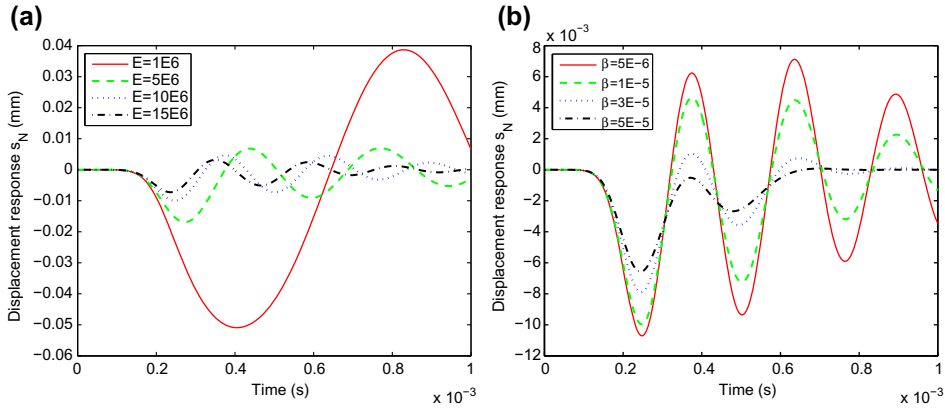 (a)
Displacement response s_N (mm)
0.04
0.03
0.02
0.01
0
−0.01
−0.02
−0.03
−0.04
−0.05
−0.06
E=1E6
E=5E6
E=10E6
E=15E6
0 0.2 0.4 0.6 0.8 1
Time (s)
x 10⁻³
(b)
x 10⁻³
Displacement response s_N (mm)
8
6
4
2
0
−2
−4
−6
−8
−10
−12
β=5E-6
β=1E-5
β=3E-5
β=5E-5
0 0.2 0.4 0.6 0.8 1
Time (s)
x 10⁻³